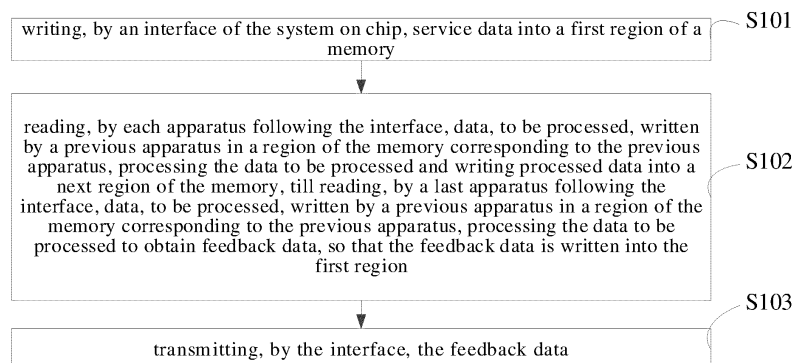 writing, by an interface of the system on chip, service data into a first region of a
memory
S101
reading, by each apparatus following the interface, data, to be processed, written
by a previous apparatus in a region of the memory corresponding to the previous
apparatus, processing the data to be processed and writing processed data into a
next region of the memory, till reading, by a last apparatus following the
interface, data, to be processed, written by a previous apparatus in a region of the
memory corresponding to the previous apparatus, processing the data to be
processed to obtain feedback data, so that the feedback data is written into the
first region
S102
transmitting, by the interface, the feedback data
S103